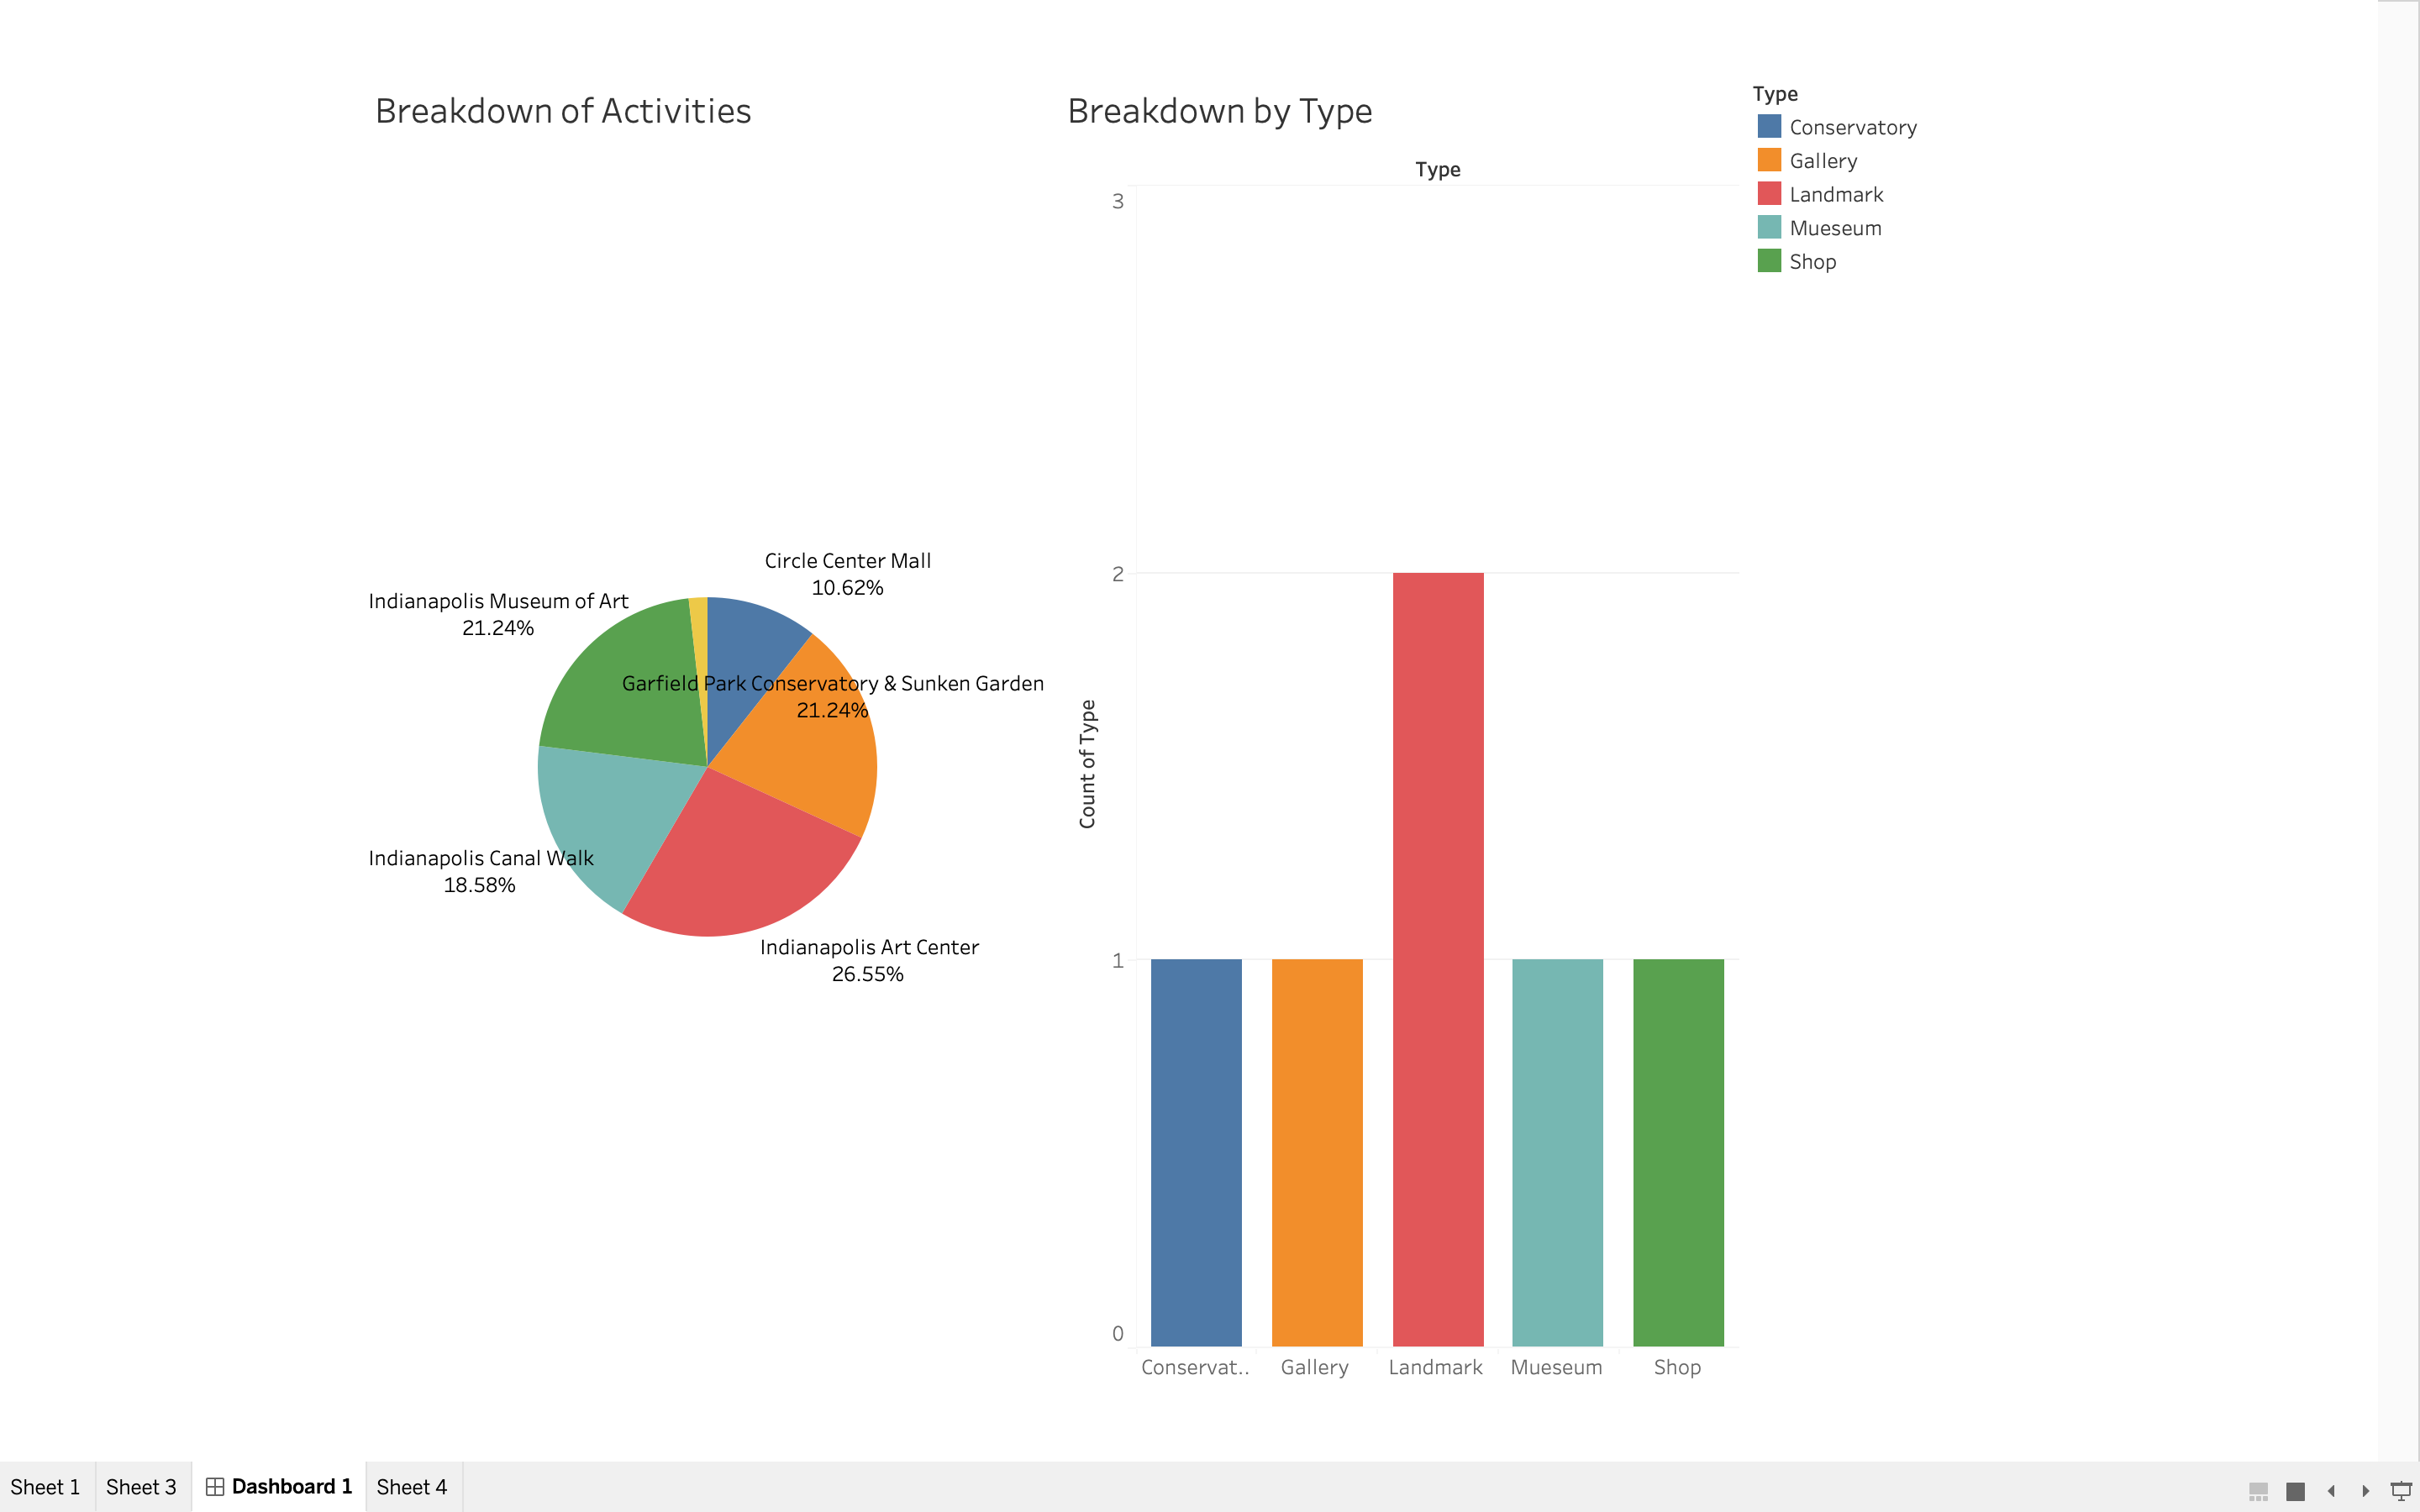 Breakdown of Activities
Circle Center Mall
10.62%
Indianapolis Museum of Art
21.24%
Garfield Park Conservatory & Sunken Garden
21.24%
Indianapolis Canal Walk
18.58%
Indianapolis Art Center
26.55%
Breakdown by Type
Type
3
2
1
0
Count of Type
Conservat..
Gallery
Landmark
Mueseum
Shop
Type
Conservatory
Gallery
Landmark
Mueseum
Shop
Sheet 1
Sheet 3
Dashboard 1
Sheet 4